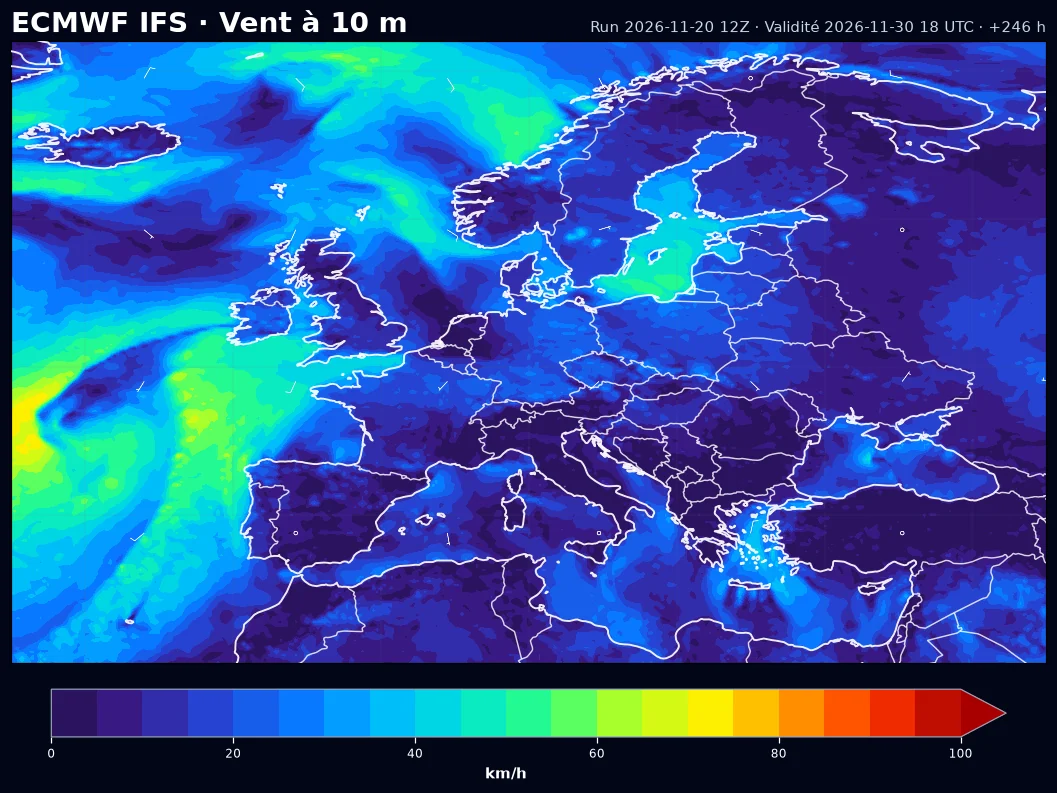 ECMWF IFS · Vent à 10 m
Run 2026-11-20 12Z · Validité 2026-11-30 18 UTC · +246 h
0 20 40 60 80 100
km/h